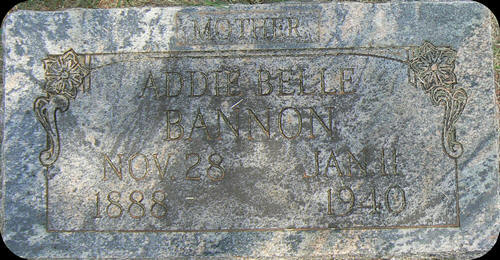 MOTHER
ADDIE BELLE
BANNON
NOV. 28 JAN. 11
1888 - 1940